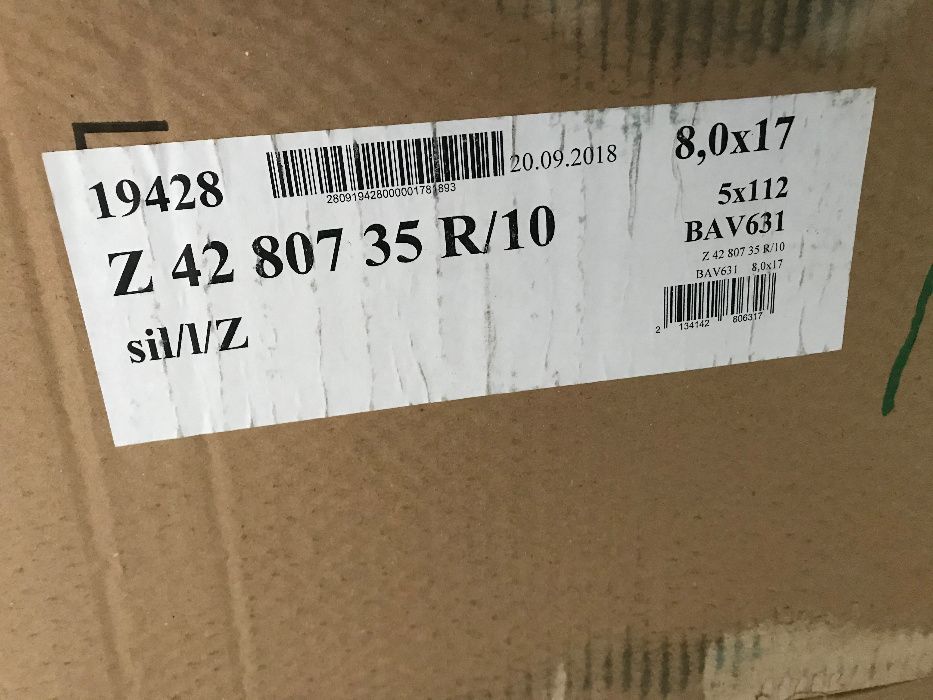 19428
2809194280000001781893
20.09.2018
8,0x17
Z 42 807 35 R/10
5x112
BAV631
Z 42 807 35 R/10
BAV631 8,0x17
sil/l/Z
2 134142 806317